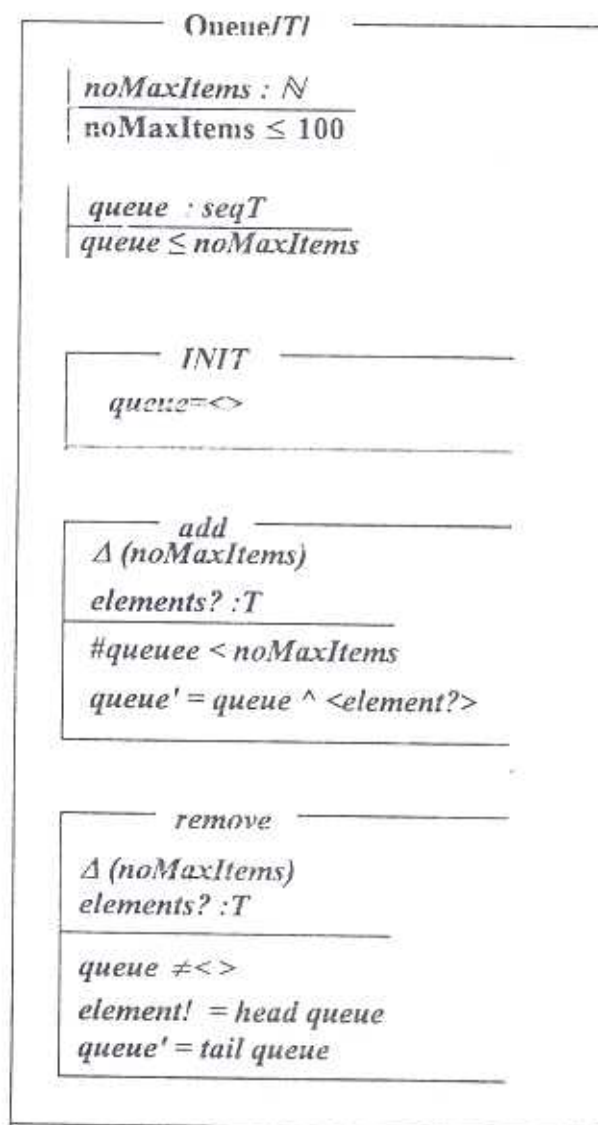 Queue[T]
noMaxItems : ℕ
noMaxItems ≤ 100
queue : seqT
queue ≤ noMaxItems
INIT
queue=<>
add
Δ (noMaxItems)
elements? :T
#queuee < noMaxItems
queue' = queue ^ <element?>
remove
Δ (noMaxItems)
elements? :T
queue ≠< >
element! = head queue
queue' = tail queue